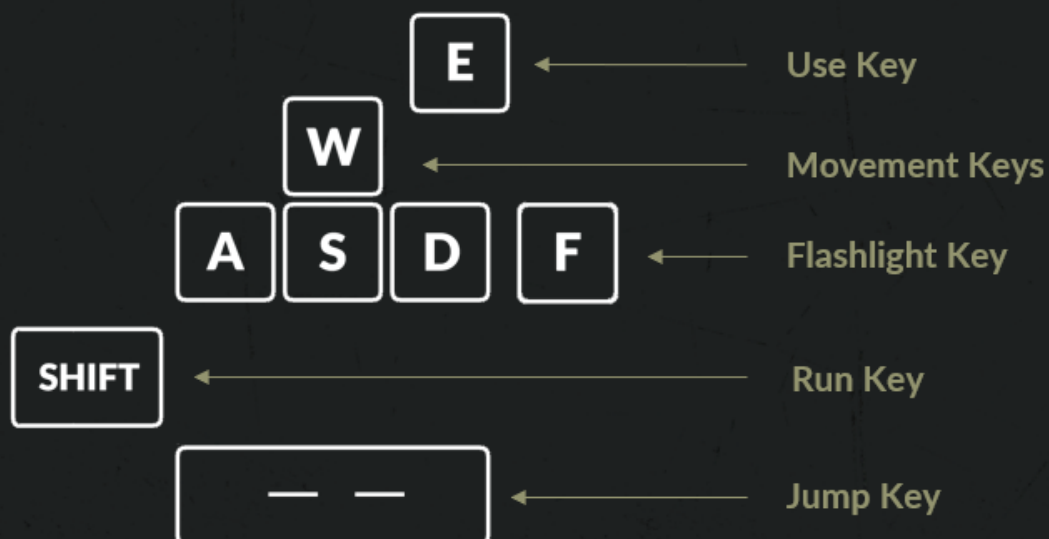 E Use Key
W Movement Keys
A S D F Flashlight Key
SHIFT Run Key
— — Jump Key